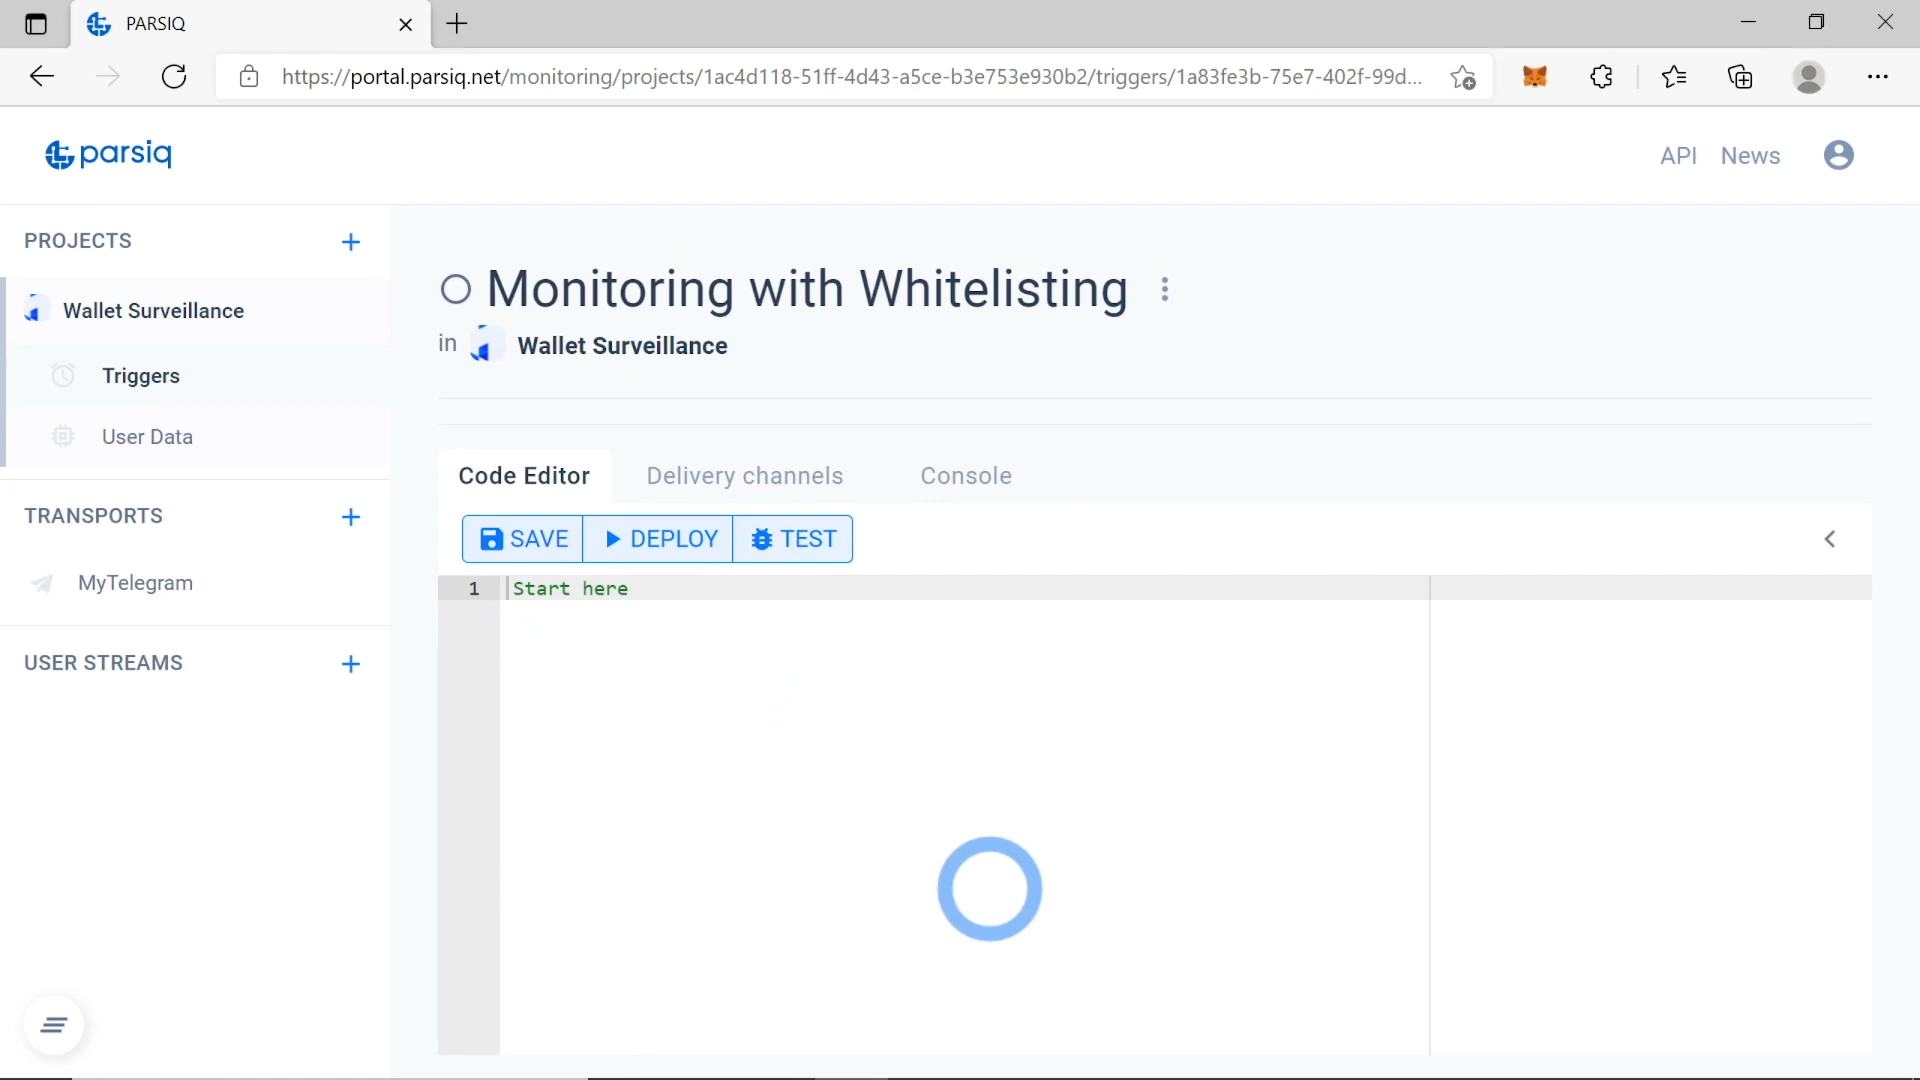 PARSIQ
https://portal.parsiq.net/monitoring/projects/1ac4d118-51ff-4d43-a5ce-b3e753e930b2/triggers/1a83fe3b-75e7-402f-99d...
parsiq
API News
PROJECTS
Wallet Surveillance
Triggers
User Data
TRANSPORTS
MyTelegram
USER STREAMS
Monitoring with Whitelisting
in Wallet Surveillance
Code Editor Delivery channels Console
SAVE DEPLOY TEST
1 Start here